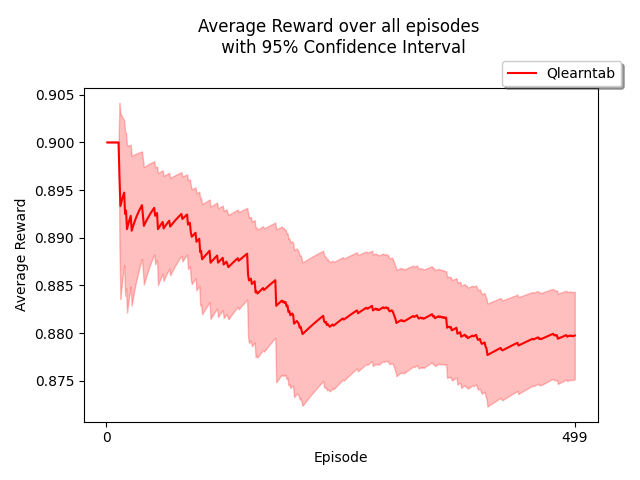 Average Reward over all episodes
with 95% Confidence Interval
Qlearntab
0.905
0.900
0.895
0.890
0.885
0.880
0.875
Average Reward
0
499
Episode